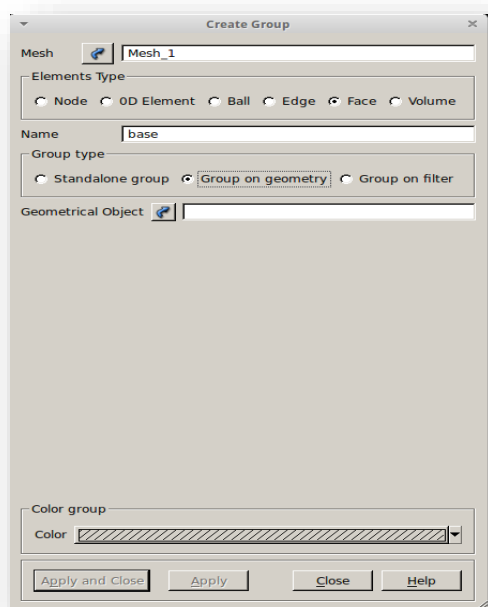 Create Group
Mesh Mesh_1
Elements Type
Node 0D Element Ball Edge Face Volume
Name base
Group type
Standalone group Group on geometry Group on filter
Geometrical Object
Color group
Color
Apply and Close Apply Close Help